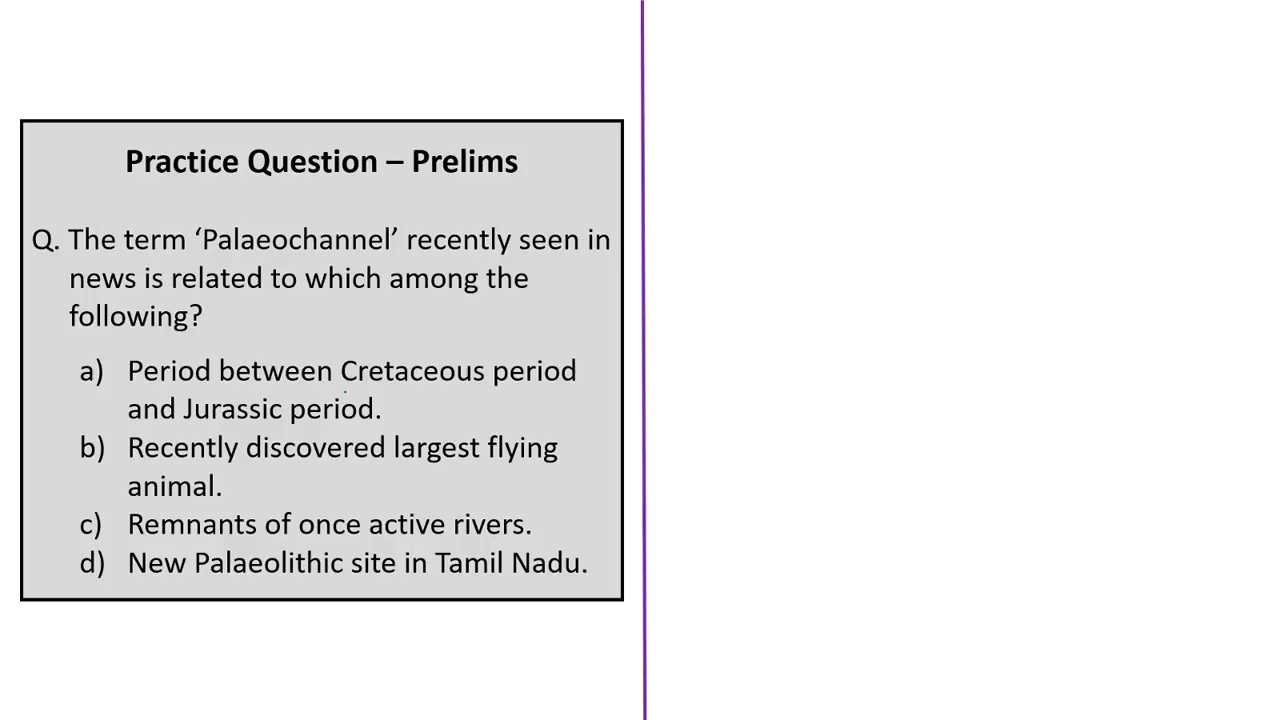 Practice Question – Prelims
Q. The term ‘Palaeochannel’ recently seen in
news is related to which among the
following?
a) Period between Cretaceous period
and Jurassic period.
b) Recently discovered largest flying
animal.
c) Remnants of once active rivers.
d) New Palaeolithic site in Tamil Nadu.